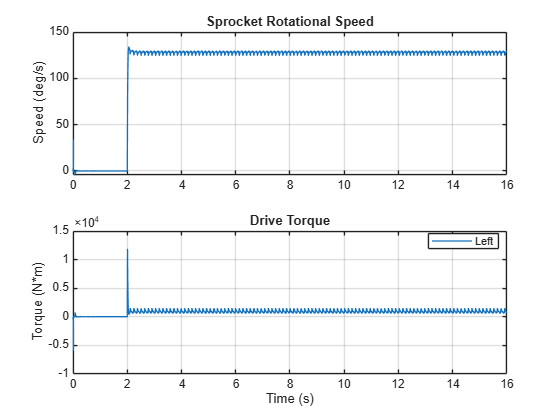 Sprocket Rotational Speed
150
100
50
0
Speed (deg/s)
0 2 4 6 8 10 12 14 16
Drive Torque
×10^4
1.5
1
0.5
0
-0.5
-1
Torque (N*m)
Left
0 2 4 6 8 10 12 14 16
Time (s)